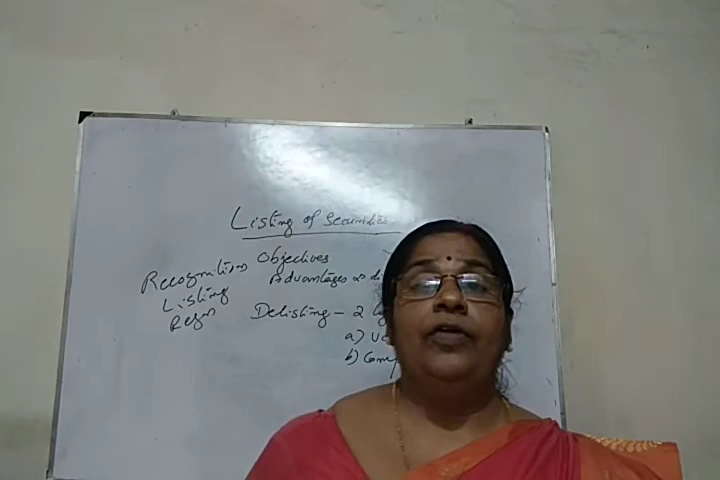 Listing of Securities
Recognition Objectives
Listing Advantages
Regn Delisting - 2
a)
b)